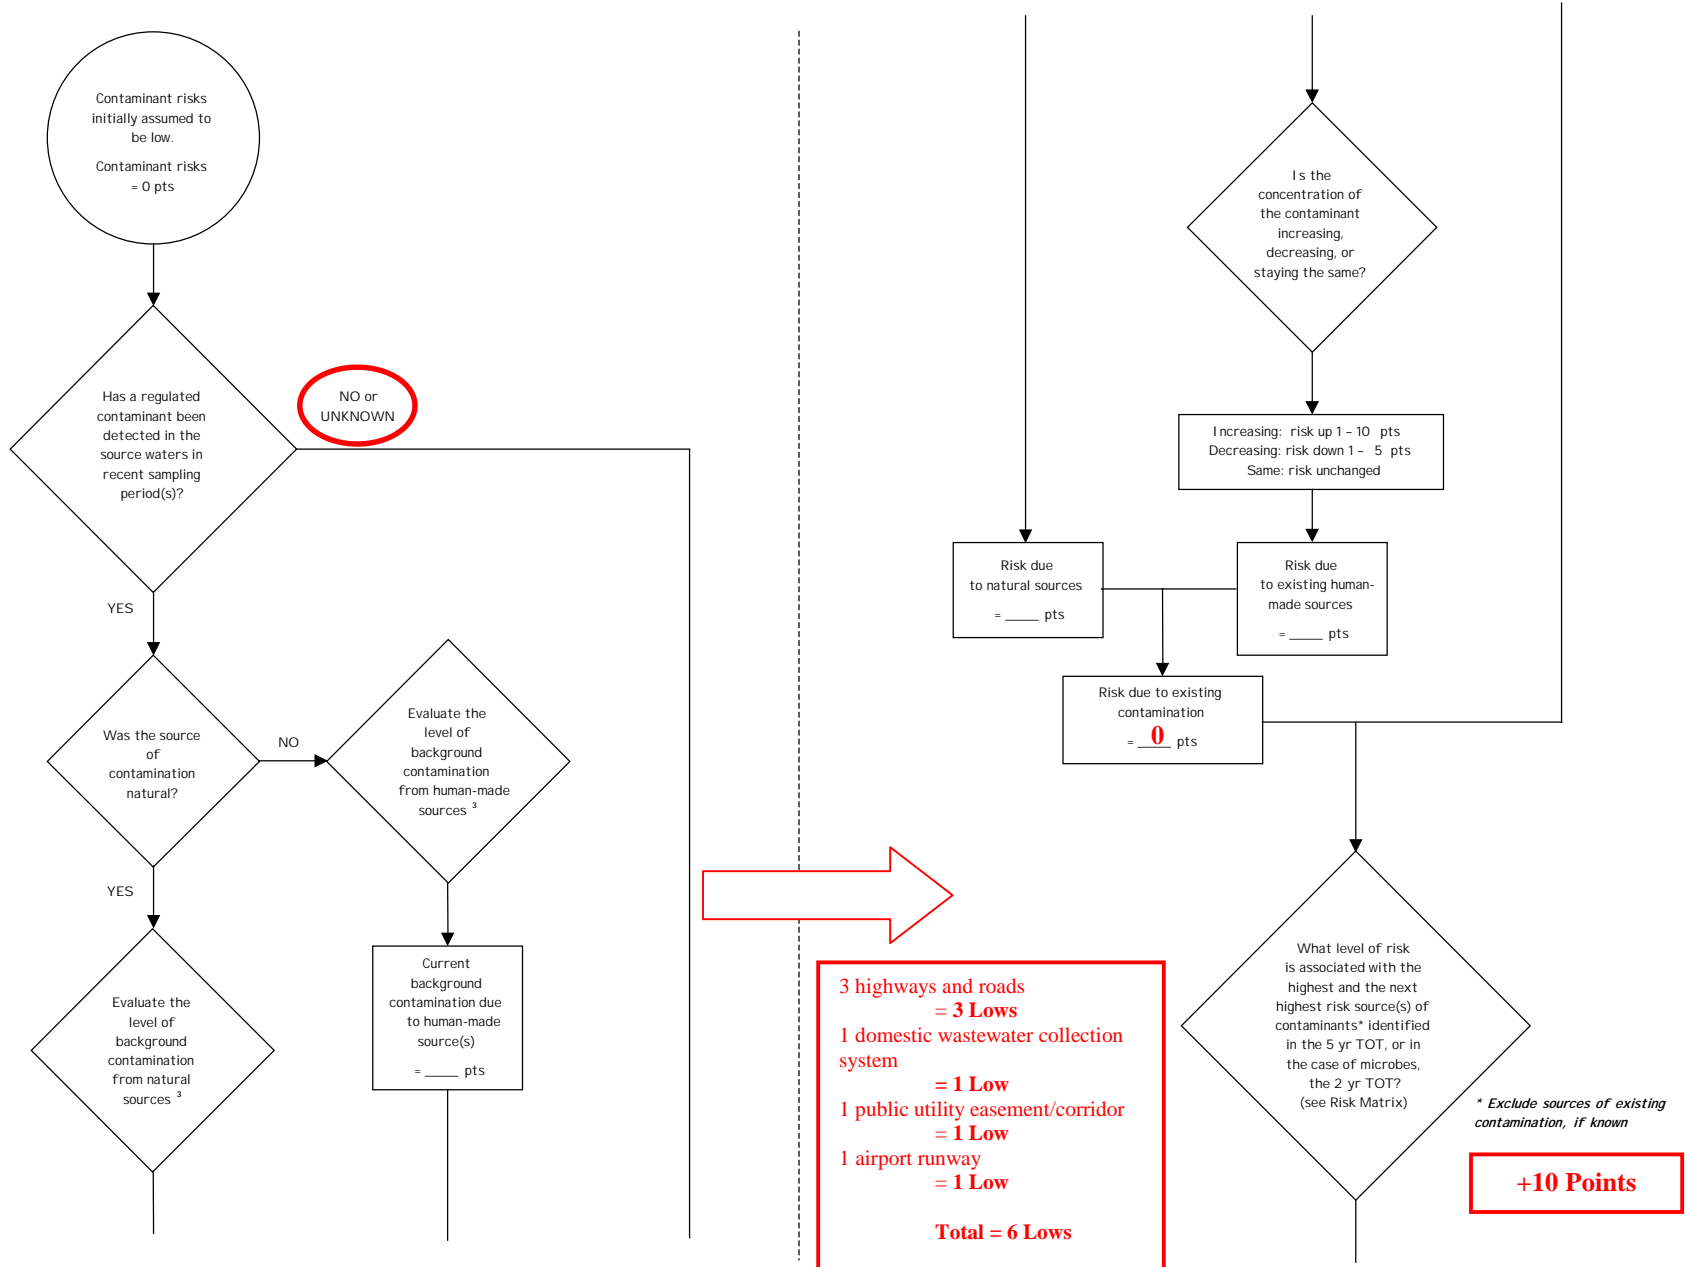 Contaminant risks
initially assumed to
be low.
Contaminant risks
= 0 pts
Has a regulated
contaminant been
detected in the
source waters in
recent sampling
period(s)?
NO or
UNKNOWN
YES
Was the source
of
contamination
natural?
NO
Evaluate the
level of
background
contamination
from human-made
sources ³
YES
Evaluate the
level of
background
contamination
from natural
sources ³
Current
background
contamination due
to human-made
source(s)
= _____ pts
Is the
concentration of
the contaminant
increasing,
decreasing, or
staying the same?
Increasing: risk up 1 – 10 pts
Decreasing: risk down 1 – 5 pts
Same: risk unchanged
Risk due
to natural sources
= _____ pts
Risk due
to existing human-
made sources
= _____ pts
Risk due to existing
contamination
= __0__ pts
3 highways and roads
= 3 Lows
1 domestic wastewater collection
system
= 1 Low
1 public utility easement/corridor
= 1 Low
1 airport runway
= 1 Low
Total = 6 Lows
What level of risk
is associated with the
highest and the next
highest risk source(s) of
contaminants* identified
in the 5 yr TOT, or in
the case of microbes,
the 2 yr TOT?
(see Risk Matrix)
* Exclude sources of existing
contamination, if known
+10 Points